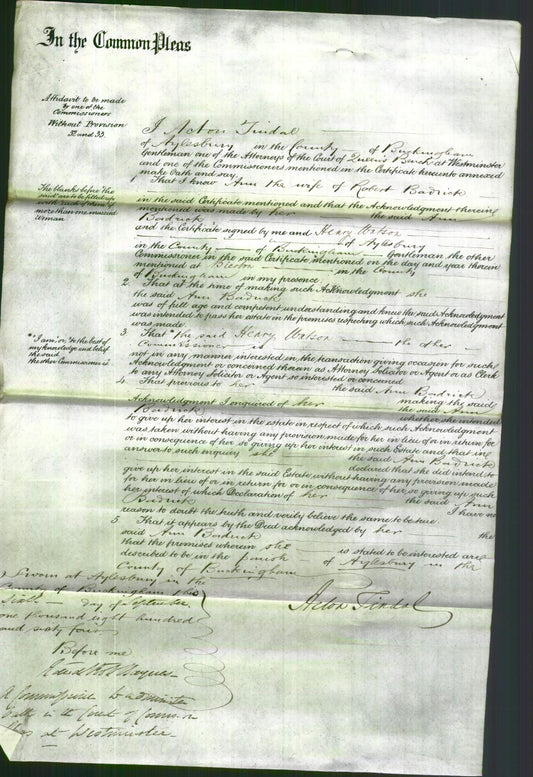 In the Common Pleas
Affidavit to be made
by one of the
Commissioners
Without Provision
32 and 33
I Acton Tindal
of Aylesbury in the County of Buckingham
Gentleman one of the Attorneys of the Court of Queen's Bench at Westminster
and one of the Commissioners mentioned in the Certificate hereunto annexed
make Oath and say
That I know Ann the wife of Robert Badrick
The blanks before the
in the said Certificate mentioned and that the Acknowledgment therein
mentioned was made by her the said Ann
Badrick
and the Certificate signed by me and Henry Watson
of Aylesbury
in the County of Buckingham Gentleman the other
Commissioner in the said Certificate mentioned on the day and year therein
mentioned at in the County
of Buckingham in my presence
2 That at the time of making such Acknowledgment she
the said Ann Badrick
was of full age and competent understanding and knew the said Acknowledgment
was intended to pass her estate in the premises respecting which such Acknowledgment
was made
3 That * the said Henry Watson the other
Commissioner is
* I am: or, to the best of
my knowledge and belief
the said
the other Commissioner is
not in any manner interested in the transaction giving occasion for such
Acknowledgment or concerned therein as Attorney Solicitor or Agent or as Clerk
to any Attorney Solicitor or Agent so interested or concerned
4 That previous to her the said Ann Badrick
making the said
Acknowledgment I enquired of her the said Ann
Badrick whether she intended
to give up her interest in the estate in respect of which such Acknowledgment
was taken without having any provision made for her in lieu of or in return for
or in consequence of her so giving up her interest in such Estate and that in
answer to such enquiry she the said Ann Badrick
declared that she did intend to
give up her interest in the said Estate without having any provision made
for her in lieu of or in return for or in consequence of her so giving up such
her interest of which Declaration of her the said Ann
Badrick I have no
reason to doubt the truth and verily believe the same to be true
5 That it appears by the Deed acknowledged by her the
said Ann Badrick
that the premises wherein she is stated to be interested are
described to be in the parish of Aylesbury in the
County of Buckingham
Sworn at Aylesbury in the
County of Buckingham this
day of September
one thousand eight hundred
and sixty four
Acton Tindal
Before me
A Commissioner to administer
Oaths in the Court of Common
Pleas at Westminster